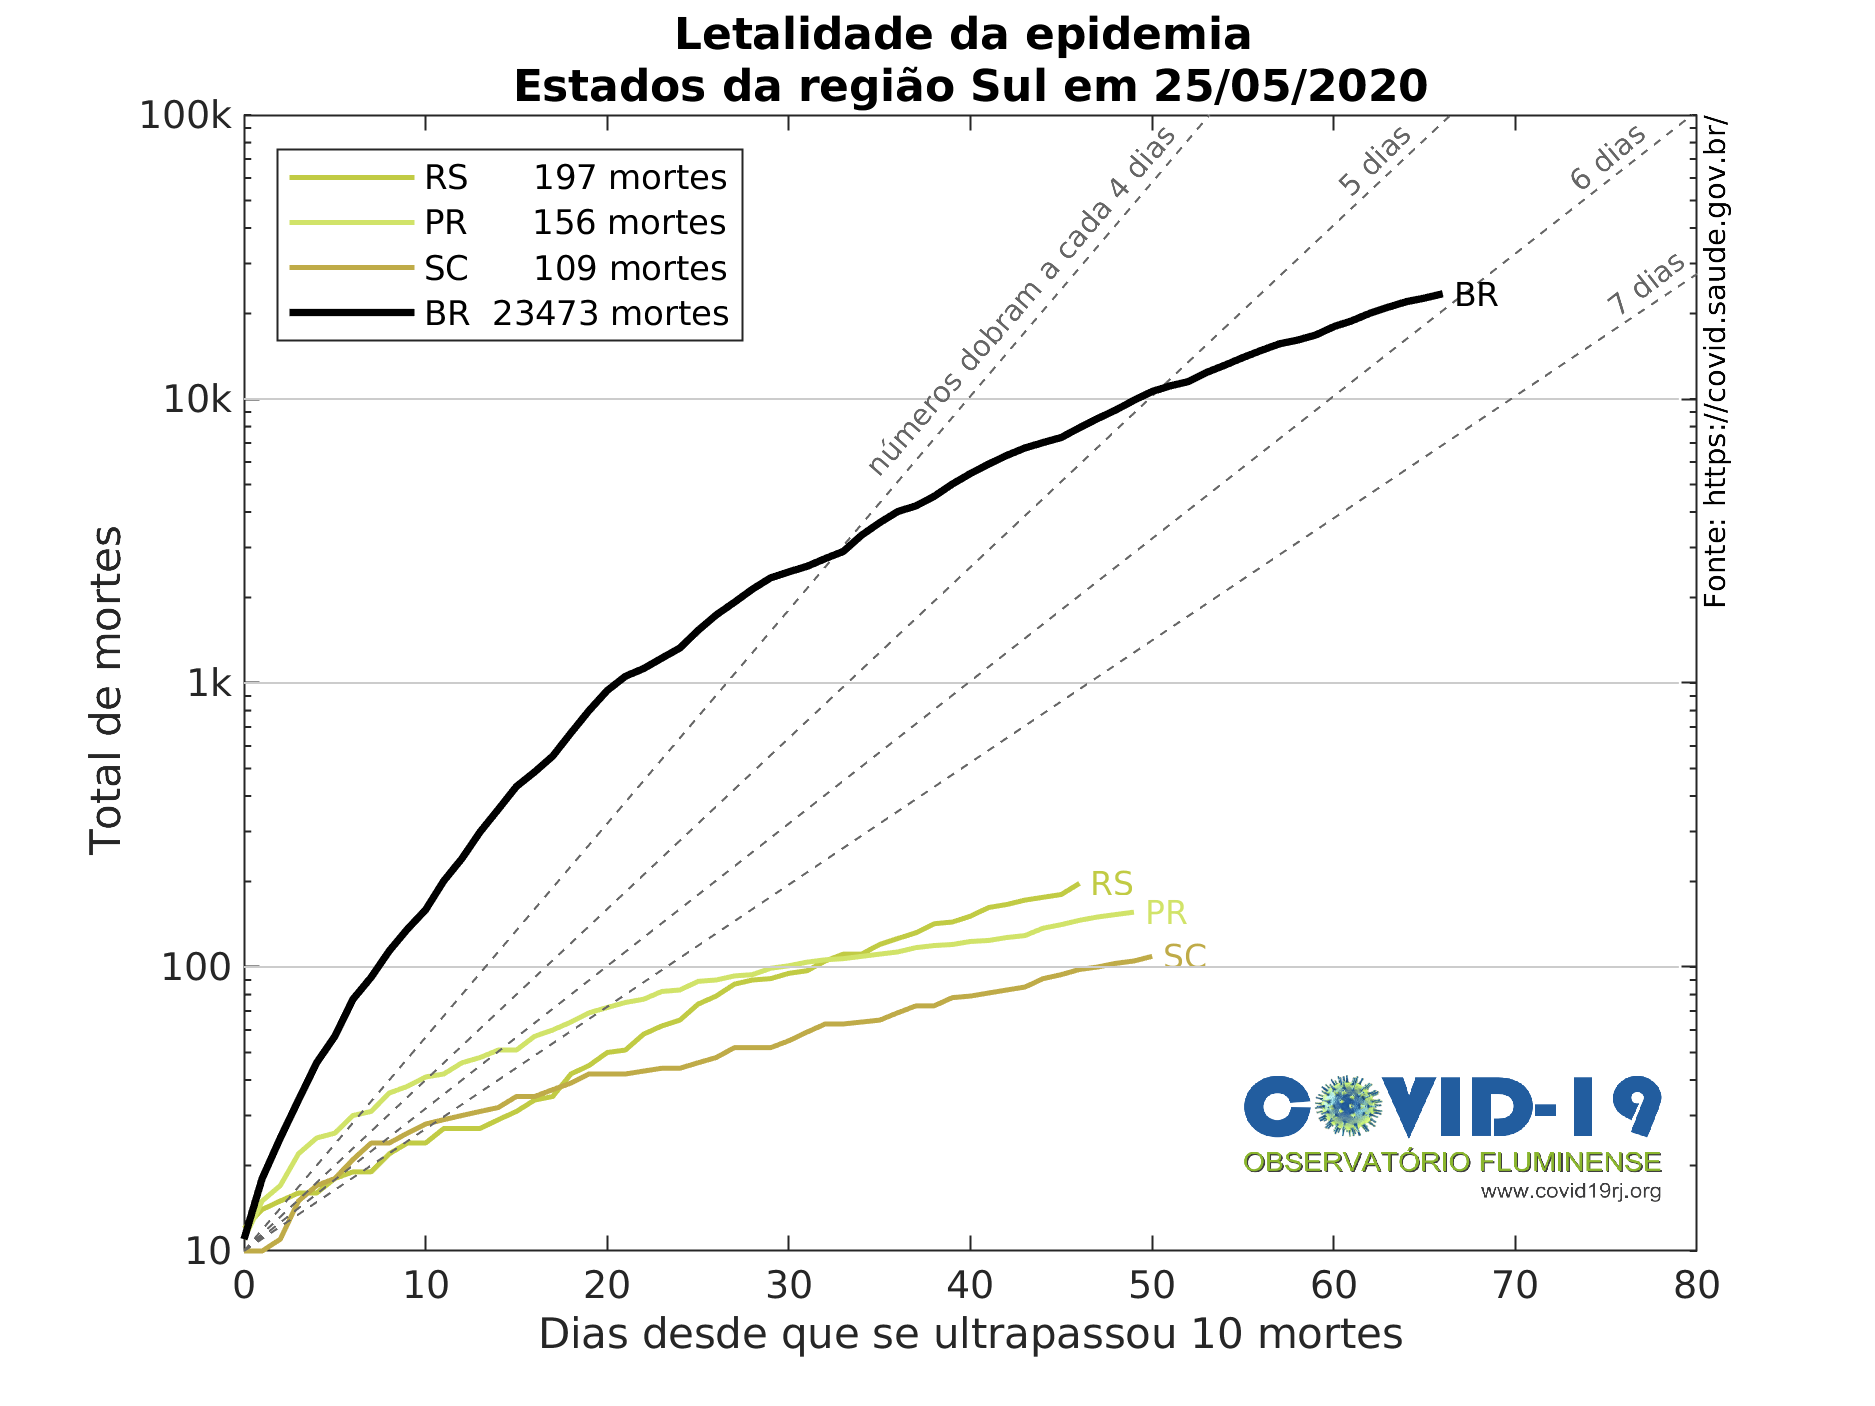 Letalidade da epidemia
Estados da região Sul em 25/05/2020
100k
10k
1k
100
10
Total de mortes
RS 197 mortes
PR 156 mortes
SC 109 mortes
BR 23473 mortes
números dobram a cada 4 dias
5 dias
6 dias
7 dias
BR
RS
PR
SC
Fonte: https://covid.saude.gov.br/
COVID-19
OBSERVATÓRIO FLUMINENSE
www.covid19rj.org
0 10 20 30 40 50 60 70 80
Dias desde que se ultrapassou 10 mortes